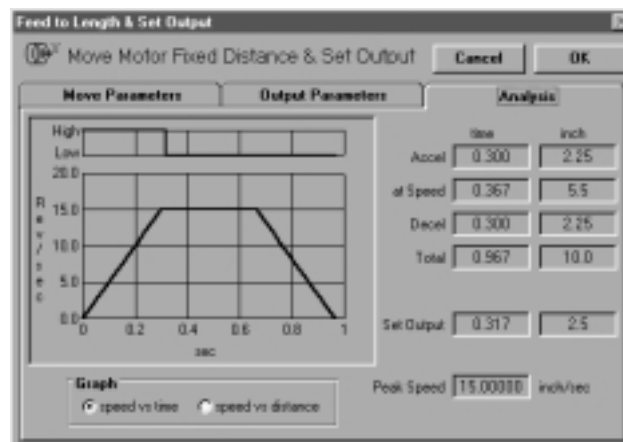 Feed to Length & Set Output
Move Motor Fixed Distance & Set Output
Cancel
OK
Move Parameters
Output Parameters
Analysis
High
Low
20.0
15.0
10.0
5.0
0.0
Rev/sec
0
0.2
0.4
0.6
0.8
1
sec
time inch
Accel 0.300 2.25
at Speed 0.367 5.5
Decel 0.300 2.25
Total 0.967 10.0
Set Output 0.317 2.5
Peak Speed 15.00000 inch/sec
Graph
speed vs time
speed vs distance